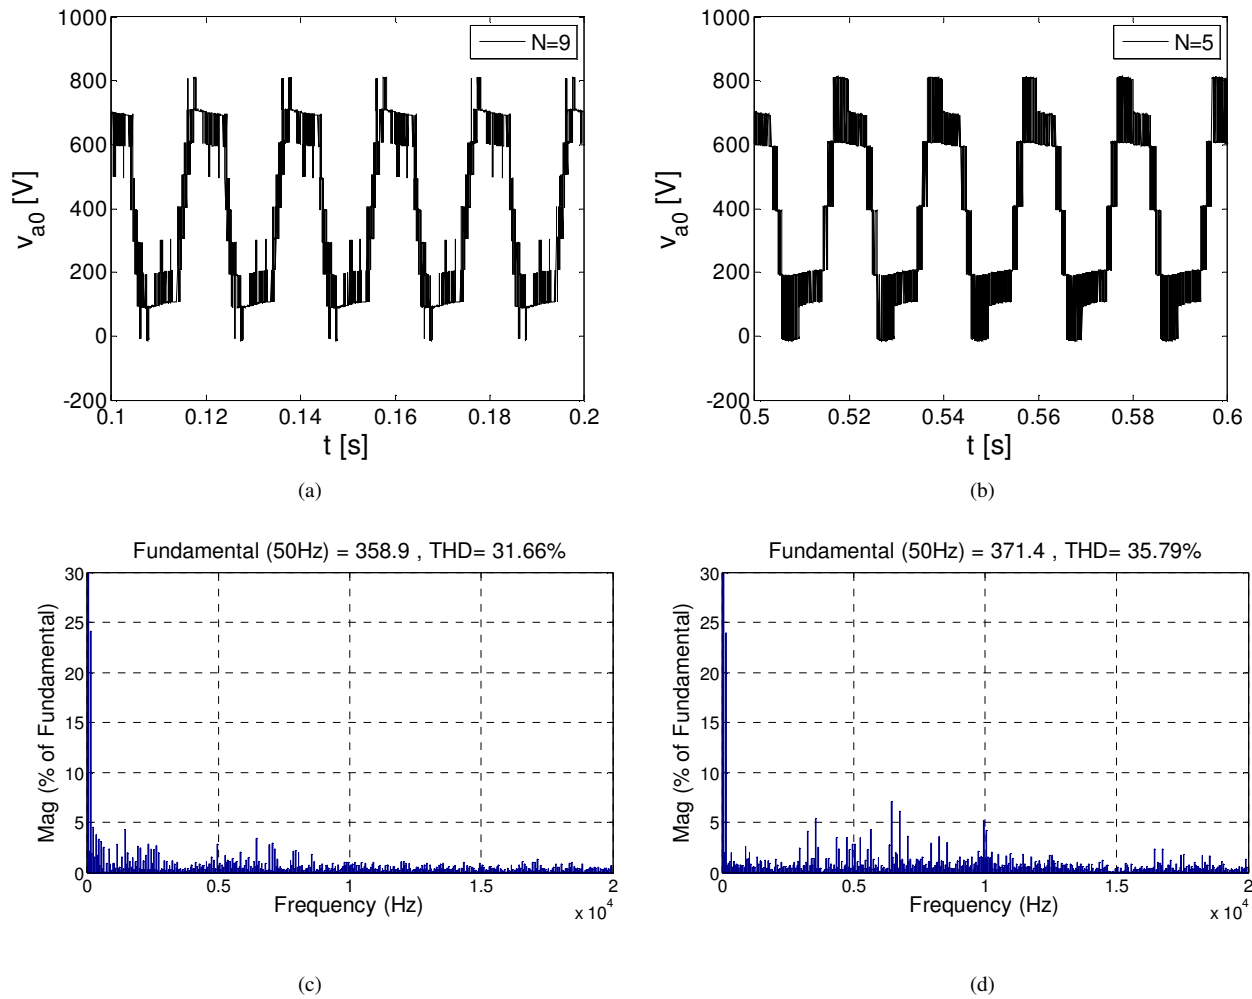 1000
800
600
400
200
0
-200
v_a0 [V]
N=9
0.1 0.12 0.14 0.16 0.18 0.2
t [s]
(a)
1000
800
600
400
200
0
-200
v_a0 [V]
N=5
0.5 0.52 0.54 0.56 0.58 0.6
t [s]
(b)
Fundamental (50Hz) = 358.9 , THD= 31.66%
30
25
20
15
10
5
0
Mag (% of Fundamental)
0 0.5 1 1.5 2
Frequency (Hz)
x 10^4
(c)
Fundamental (50Hz) = 371.4 , THD= 35.79%
30
25
20
15
10
5
0
Mag (% of Fundamental)
0 0.5 1 1.5 2
Frequency (Hz)
x 10^4
(d)